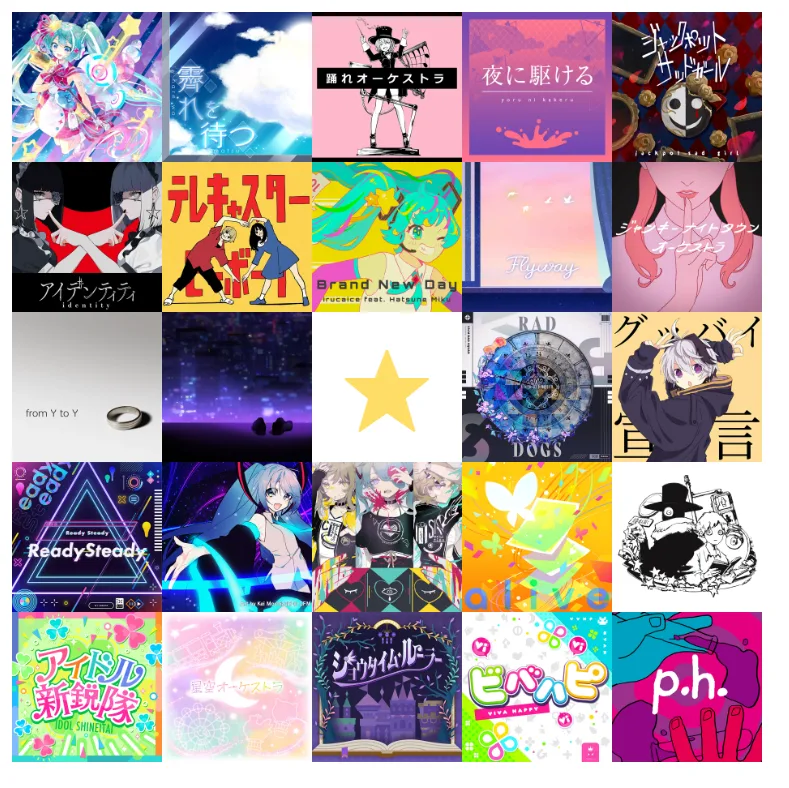 霽れを待つ
踊れオーケストラ
夜に駆ける
yoru ni kakeru
ジャックポットサッドガール
jackpot sad girl
アイデンティティ
identity
テレキャスタービーボーイ
Brand New Day
irucaice feat. Hatsune Miku
Flyway
ジャンキーナイトタウン
オーケストラ
from Y to Y
RAD
DOGS
グッバイ
宣言
Ready Steady
ReadySteady
alive
アイドル
新鋭隊
IDOL SHINEITAI
星空オーケストラ
ショウタイム・ルーラー
ビバハピ
VIVA HAPPY
p.h.